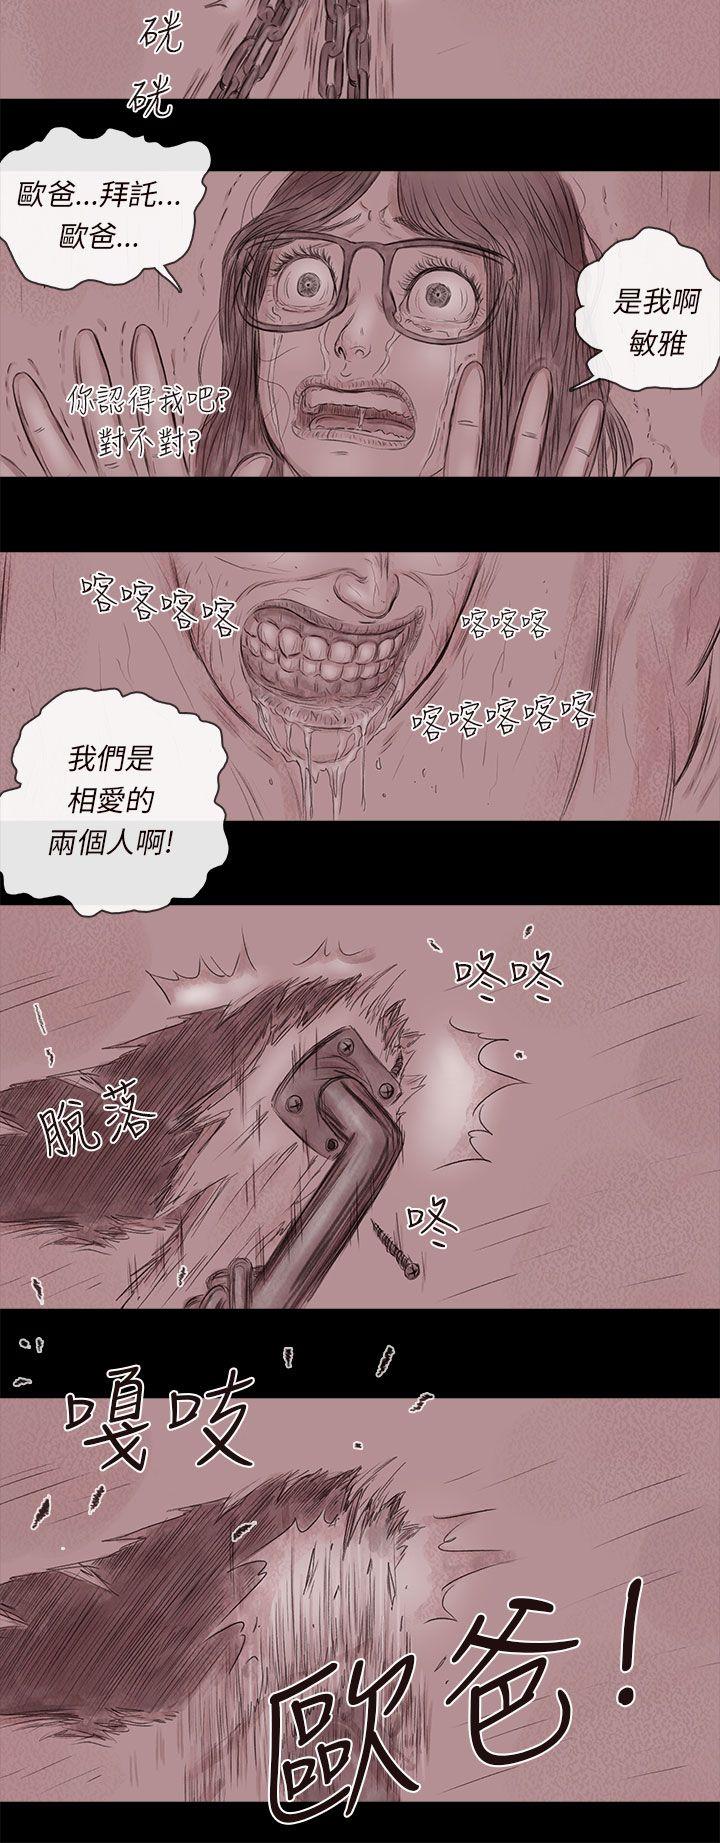 硄
硄
歐爸...拜託...
歐爸...
是我啊
敏雅
你認得我吧?
對不對?
喀喀喀喀
喀喀喀
喀喀喀喀喀
我們是
相愛的
兩個人啊!
咚咚
脫落
咚
嘎吱
歐爸!